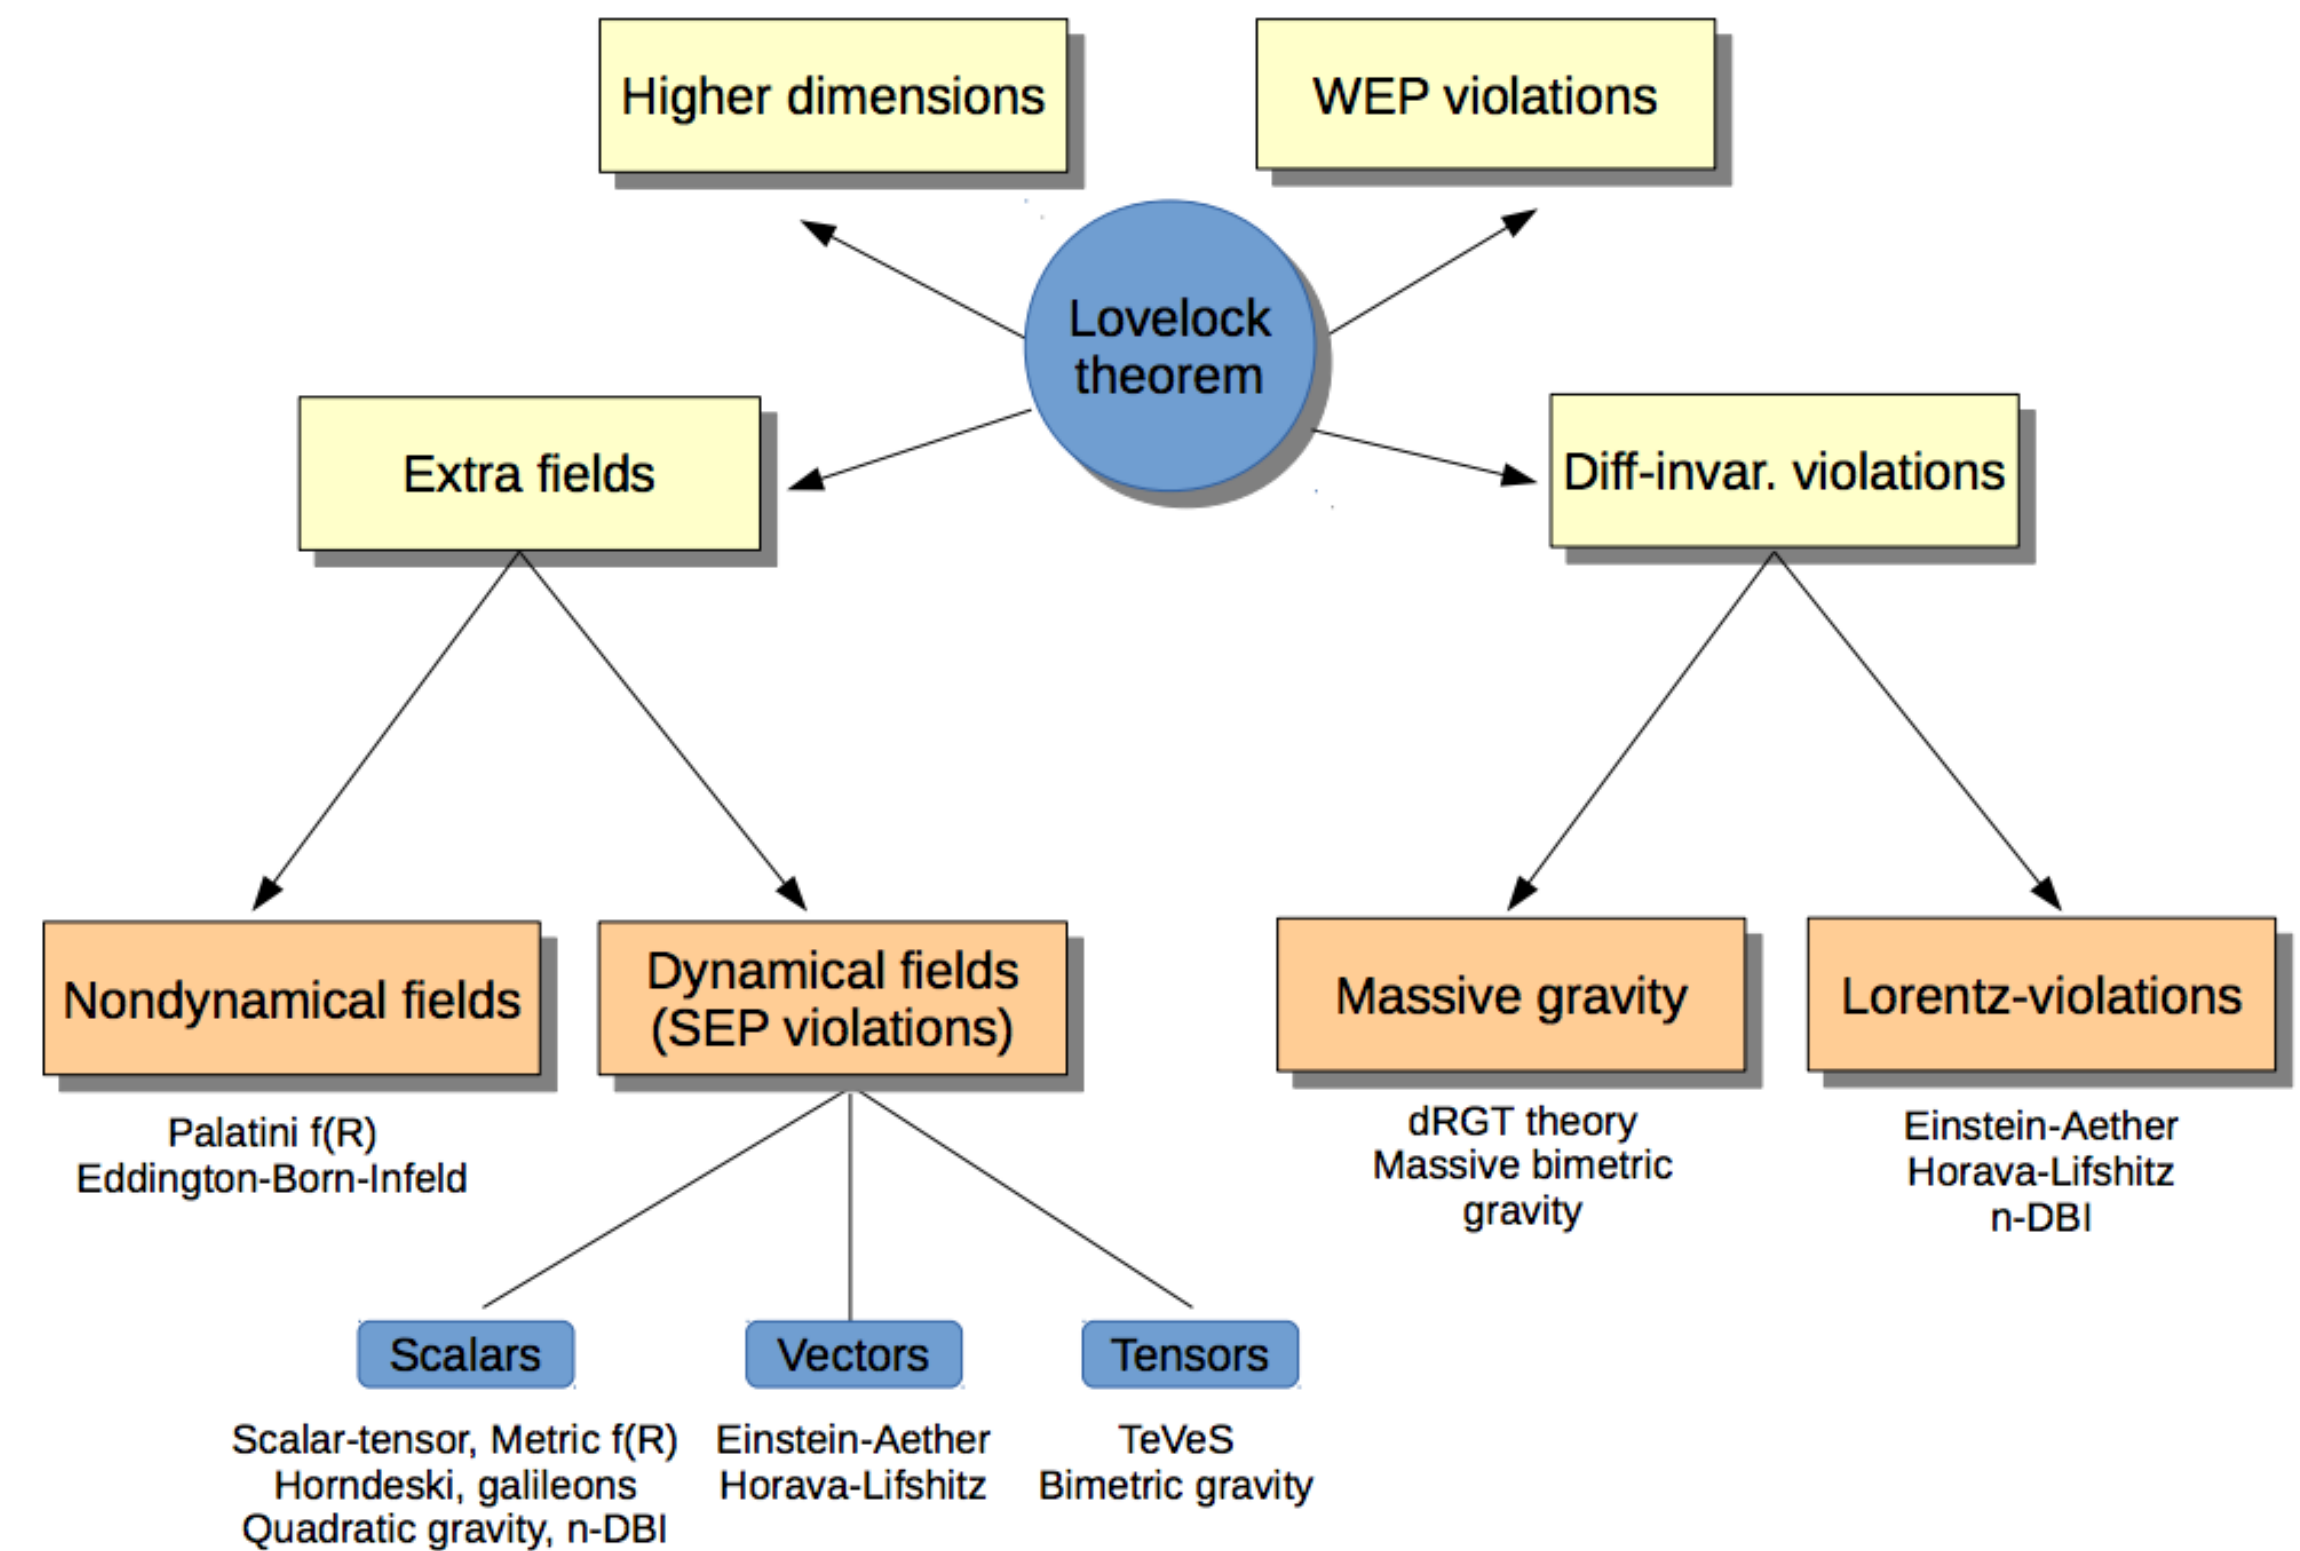 Higher dimensions
WEP violations
Lovelock
theorem
Extra fields
Diff-invar. violations
Nondynamical fields
Dynamical fields
(SEP violations)
Massive gravity
Lorentz-violations
Palatini f(R)
Eddington-Born-Infeld
dRGT theory
Massive bimetric
gravity
Einstein-Aether
Horava-Lifshitz
n-DBI
Scalars
Vectors
Tensors
Scalar-tensor, Metric f(R)
Horndeski, galileons
Quadratic gravity, n-DBI
Einstein-Aether
Horava-Lifshitz
TeVeS
Bimetric gravity